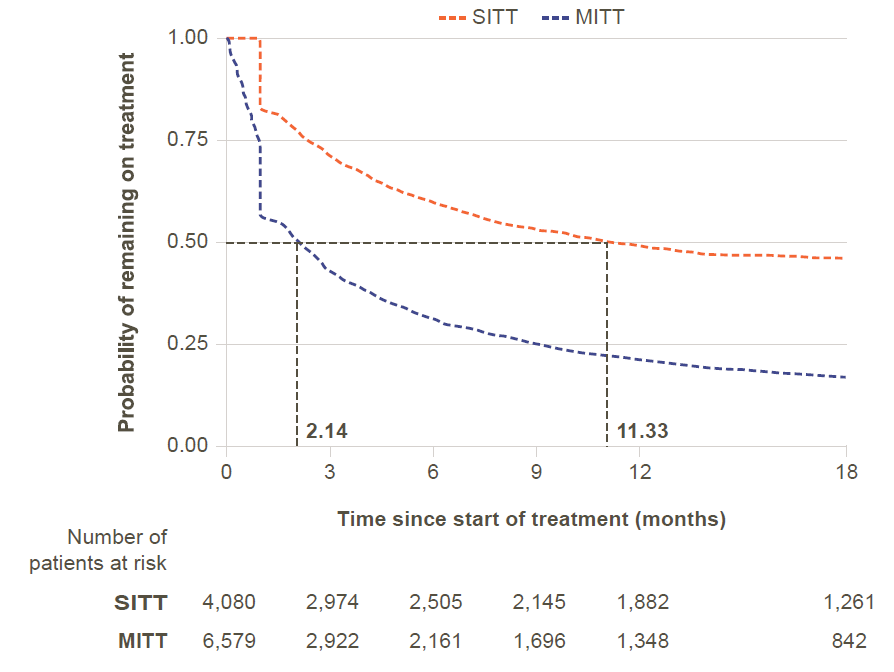 SITT MITT
1.00
0.75
0.50
0.25
0.00
Probability of remaining on treatment
2.14 11.33
0 3 6 9 12 18
Time since start of treatment (months)
Number of
patients at risk
SITT 4,080 2,974 2,505 2,145 1,882 1,261
MITT 6,579 2,922 2,161 1,696 1,348 842